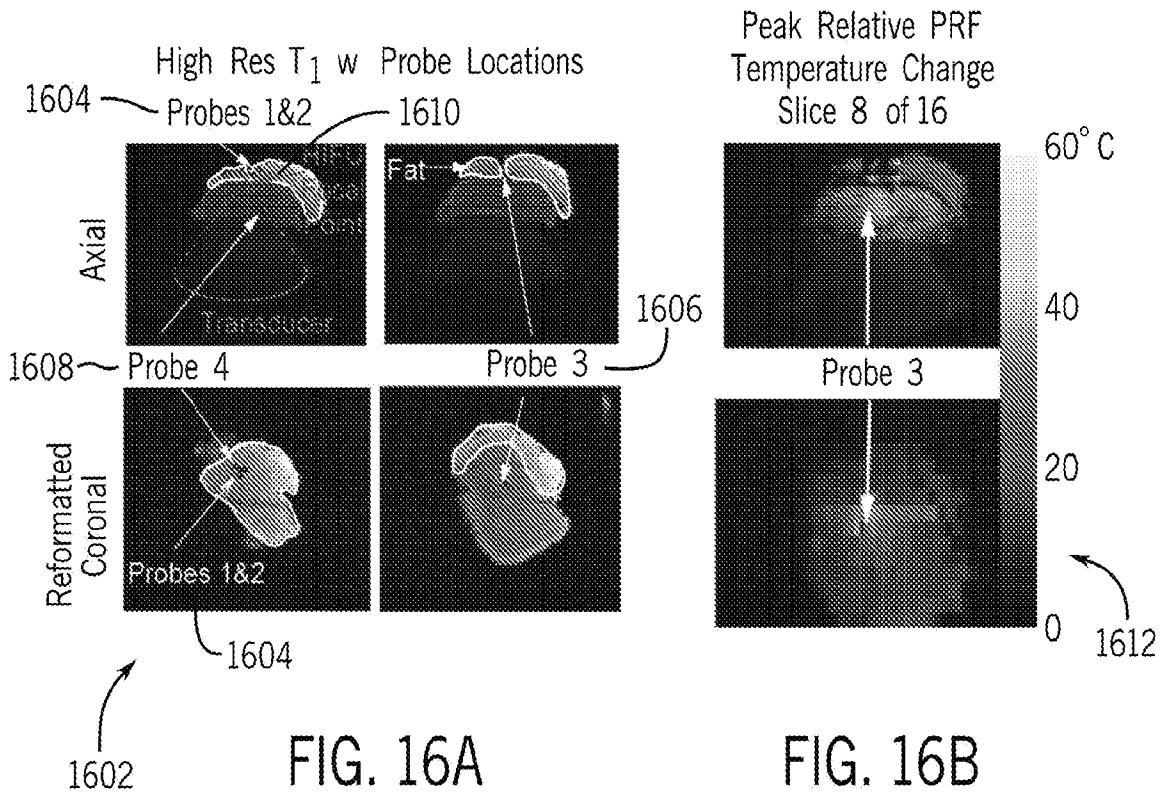 High Res T1 w Probe Locations
1604
Probes 1&2
1610
Fat
Axial
Transducer
1608
Probe 4
Probe 3
1606
Reformatted
Coronal
Probes 1&2
1604
1602
FIG. 16A
Peak Relative PRF
Temperature Change
Slice 8 of 16
60° C
40
20
0
Probe 3
1612
FIG. 16B